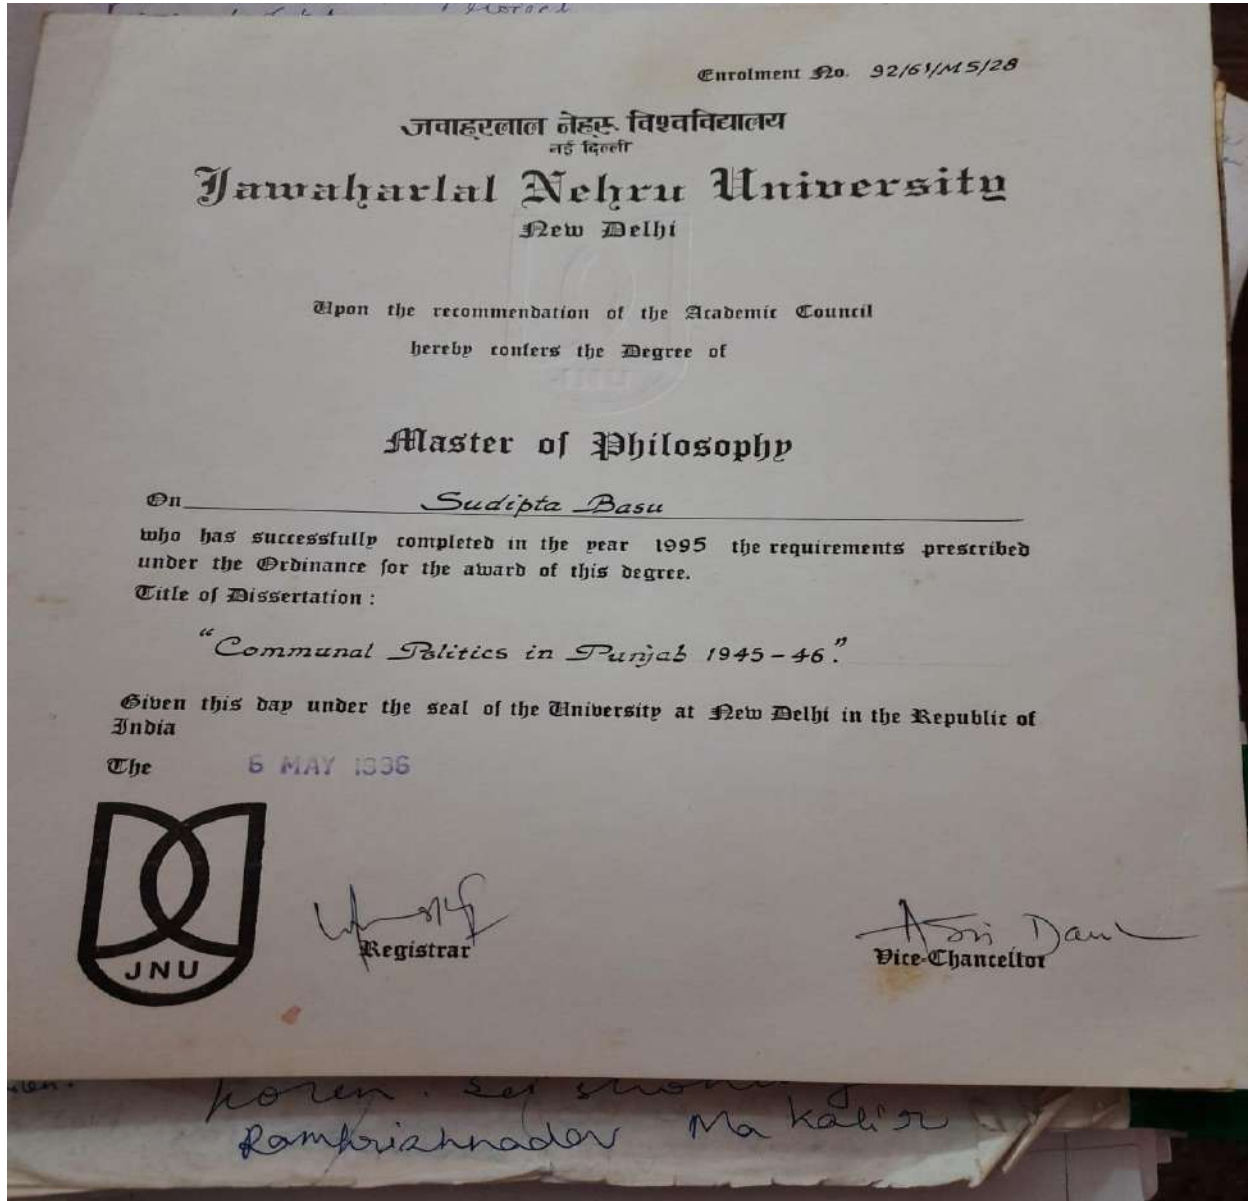 Enrolment No. 92/61/MS/28
जवाहरलाल नेहरू विश्वविद्यालय
नई दिल्ली
Jawaharlal Nehru University
New Delhi
Upon the recommendation of the Academic Council
hereby confers the Degree of
Master of Philosophy
On Sudipta Basu
who has successfully completed in the year 1995 the requirements prescribed
under the Ordinance for the award of this degree.
Title of Dissertation :
"Communal Politics in Punjab 1945-46."
Given this day under the seal of the University at New Delhi in the Republic of
India
The 6 MAY 1996
JNU
Registrar
Vice-Chancellor
koren.
Ramkrishnadev Ma Kali'r